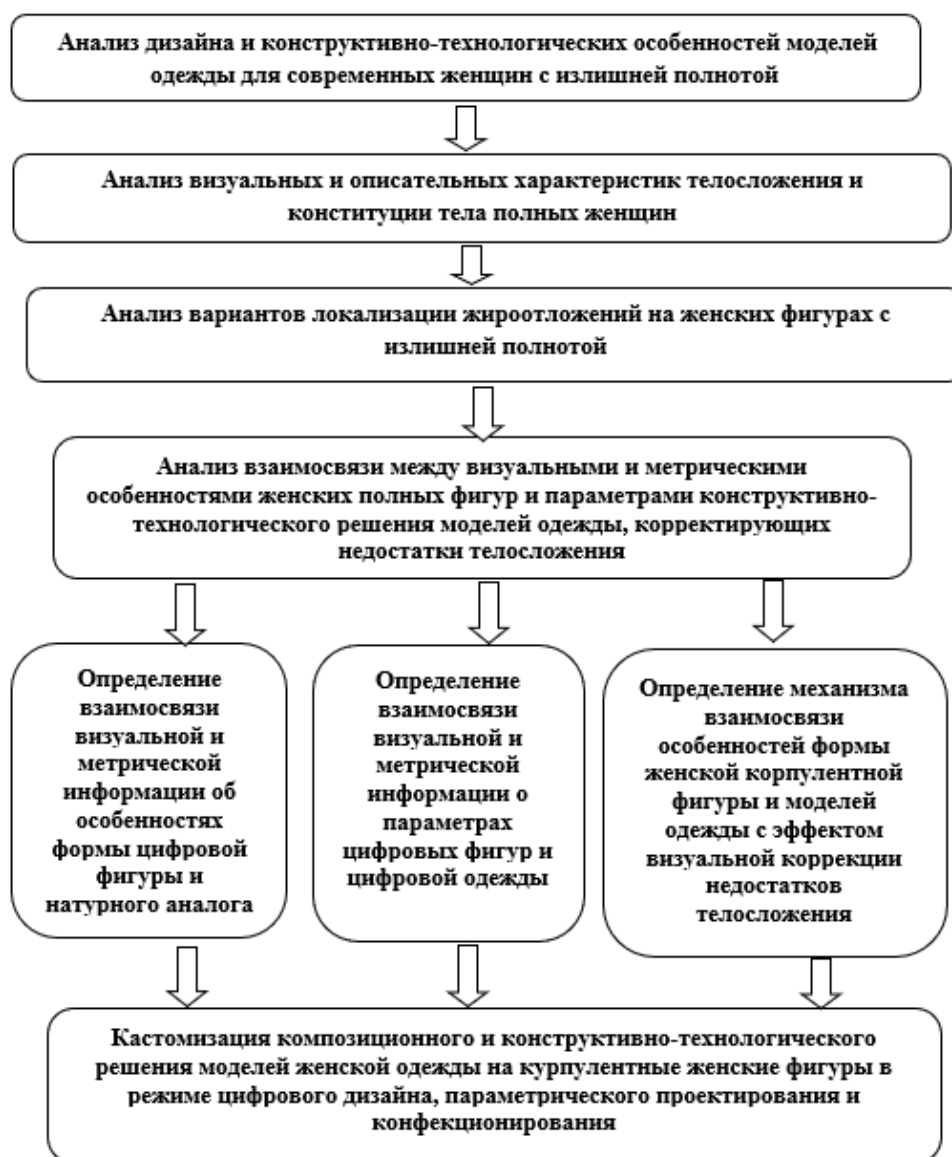 Анализ дизайна и конструктивно-технологических особенностей моделей
одежды для современных женщин с излишней полнотой
Анализ визуальных и описательных характеристик телосложения и
конституции тела полных женщин
Анализ вариантов локализации жироотложений на женских фигурах с
излишней полнотой
Анализ взаимосвязи между визуальными и метрическими
особенностями женских полных фигур и параметрами конструктивно-
технологического решения моделей одежды, корректирующих
недостатки телосложения
Определение
взаимосвязи
визуальной и
метрической
информации об
особенностях
формы цифровой
фигуры и
натурного аналога
Определение
взаимосвязи
визуальной и
метрической
информации о
параметрах
цифровых фигур и
цифровой одежды
Определение механизма
взаимосвязи
особенностей формы
женской корпулентной
фигуры и моделей
одежды с эффектом
визуальной коррекции
недостатков
телосложения
Кастомизация композиционного и конструктивно-технологического
решения моделей женской одежды на курпулентные женские фигуры в
режиме цифрового дизайна, параметрического проектирования и
конфекционирования